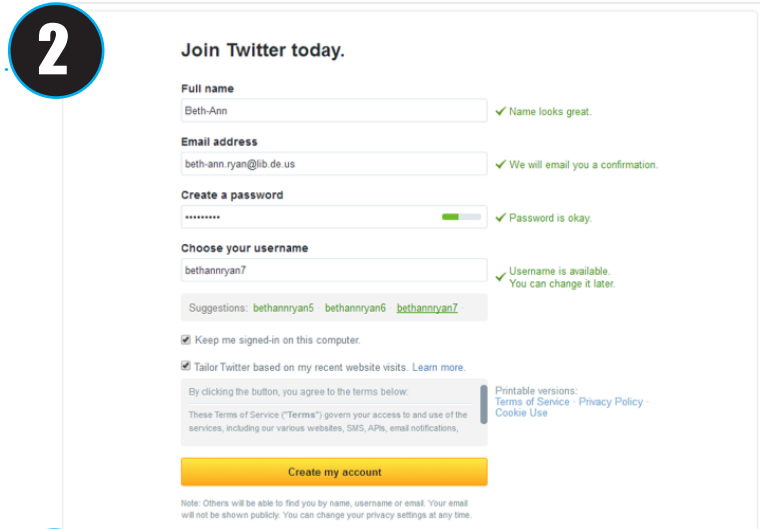 2
Join Twitter today.
Full name
Beth-Ann
Name looks great.
Email address
beth-ann.ryan@lib.de.us
We will email you a confirmation.
Create a password
•••••••••
Password is okay.
Choose your username
bethannryan7
Username is available.
You can change it later.
Suggestions: bethannryan5 · bethannryan6 · bethannryan7 ·
Keep me signed-in on this computer.
Tailor Twitter based on my recent website visits. Learn more.
By clicking the button, you agree to the terms below:
Printable versions:
Terms of Service · Privacy Policy ·
Cookie Use
These Terms of Service ("Terms") govern your access to and use of the
services, including our various websites, SMS, APIs, email notifications,
Create my account
Note: Others will be able to find you by name, username or email. Your email
will not be shown publicly. You can change your privacy settings at any time.